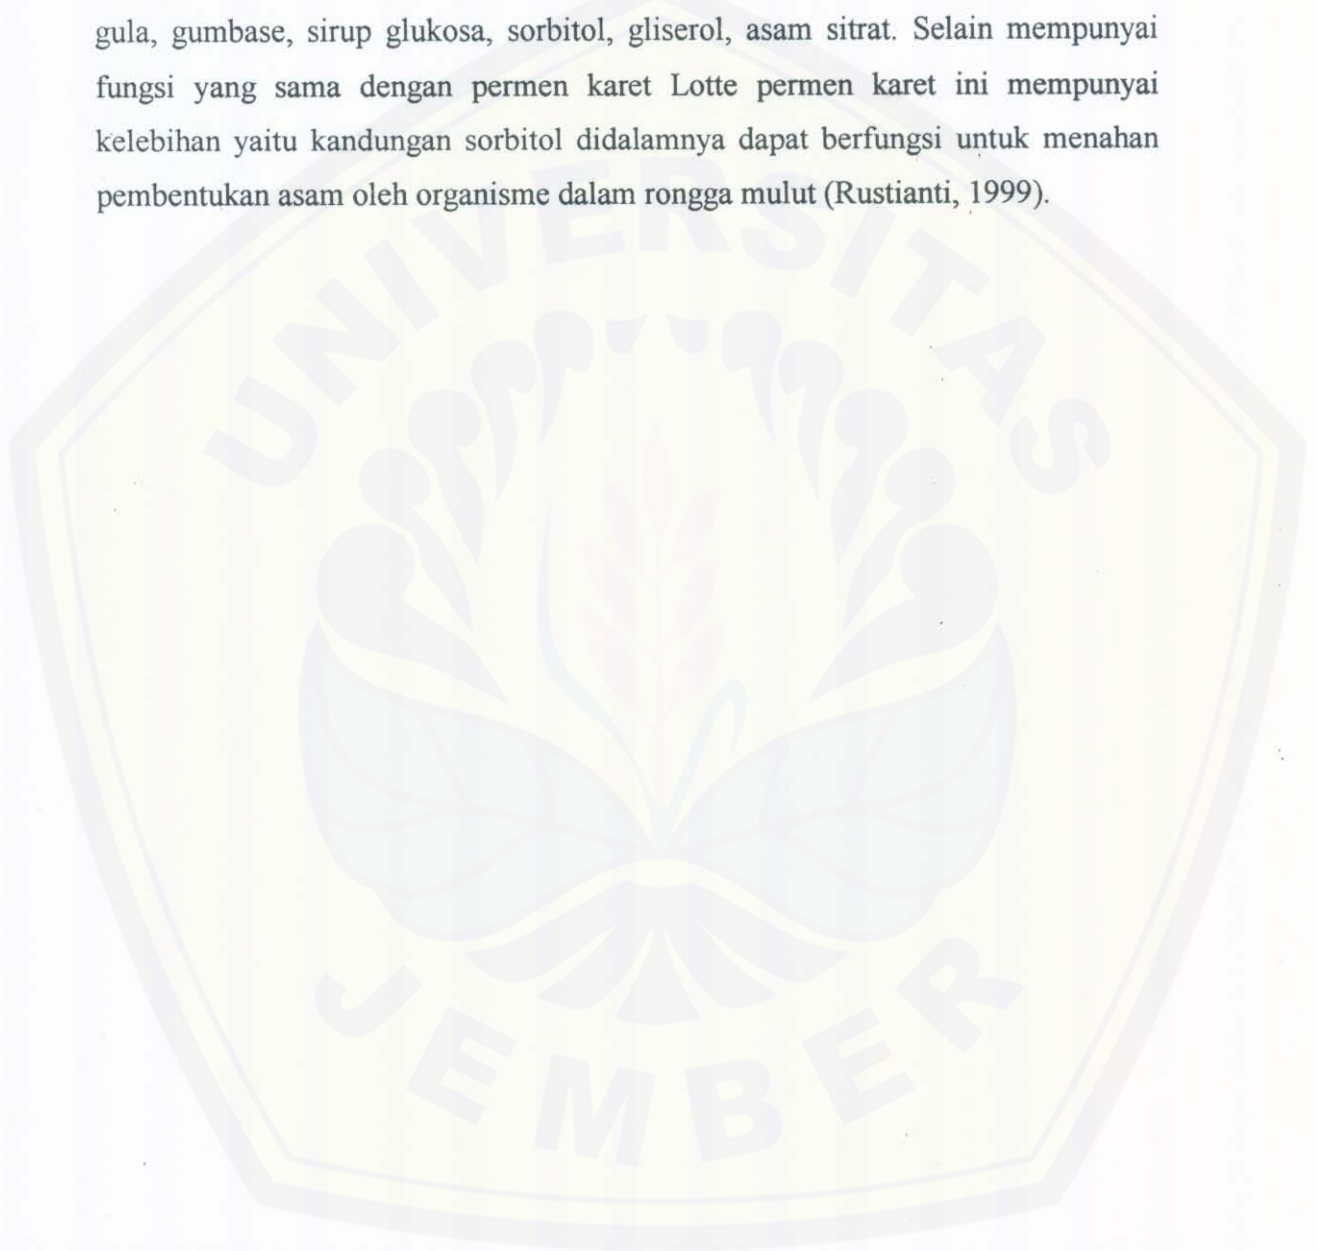 gula, gumbase, sirup glukosa, sorbitol, gliserol, asam sitrat. Selain mempunyai
fungsi yang sama dengan permen karet Lotte permen karet ini mempunyai
kelebihan yaitu kandungan sorbitol didalamnya dapat berfungsi untuk menahan
pembentukan asam oleh organisme dalam rongga mulut (Rustianti, 1999).
UNIVERSITAS
JEMBER